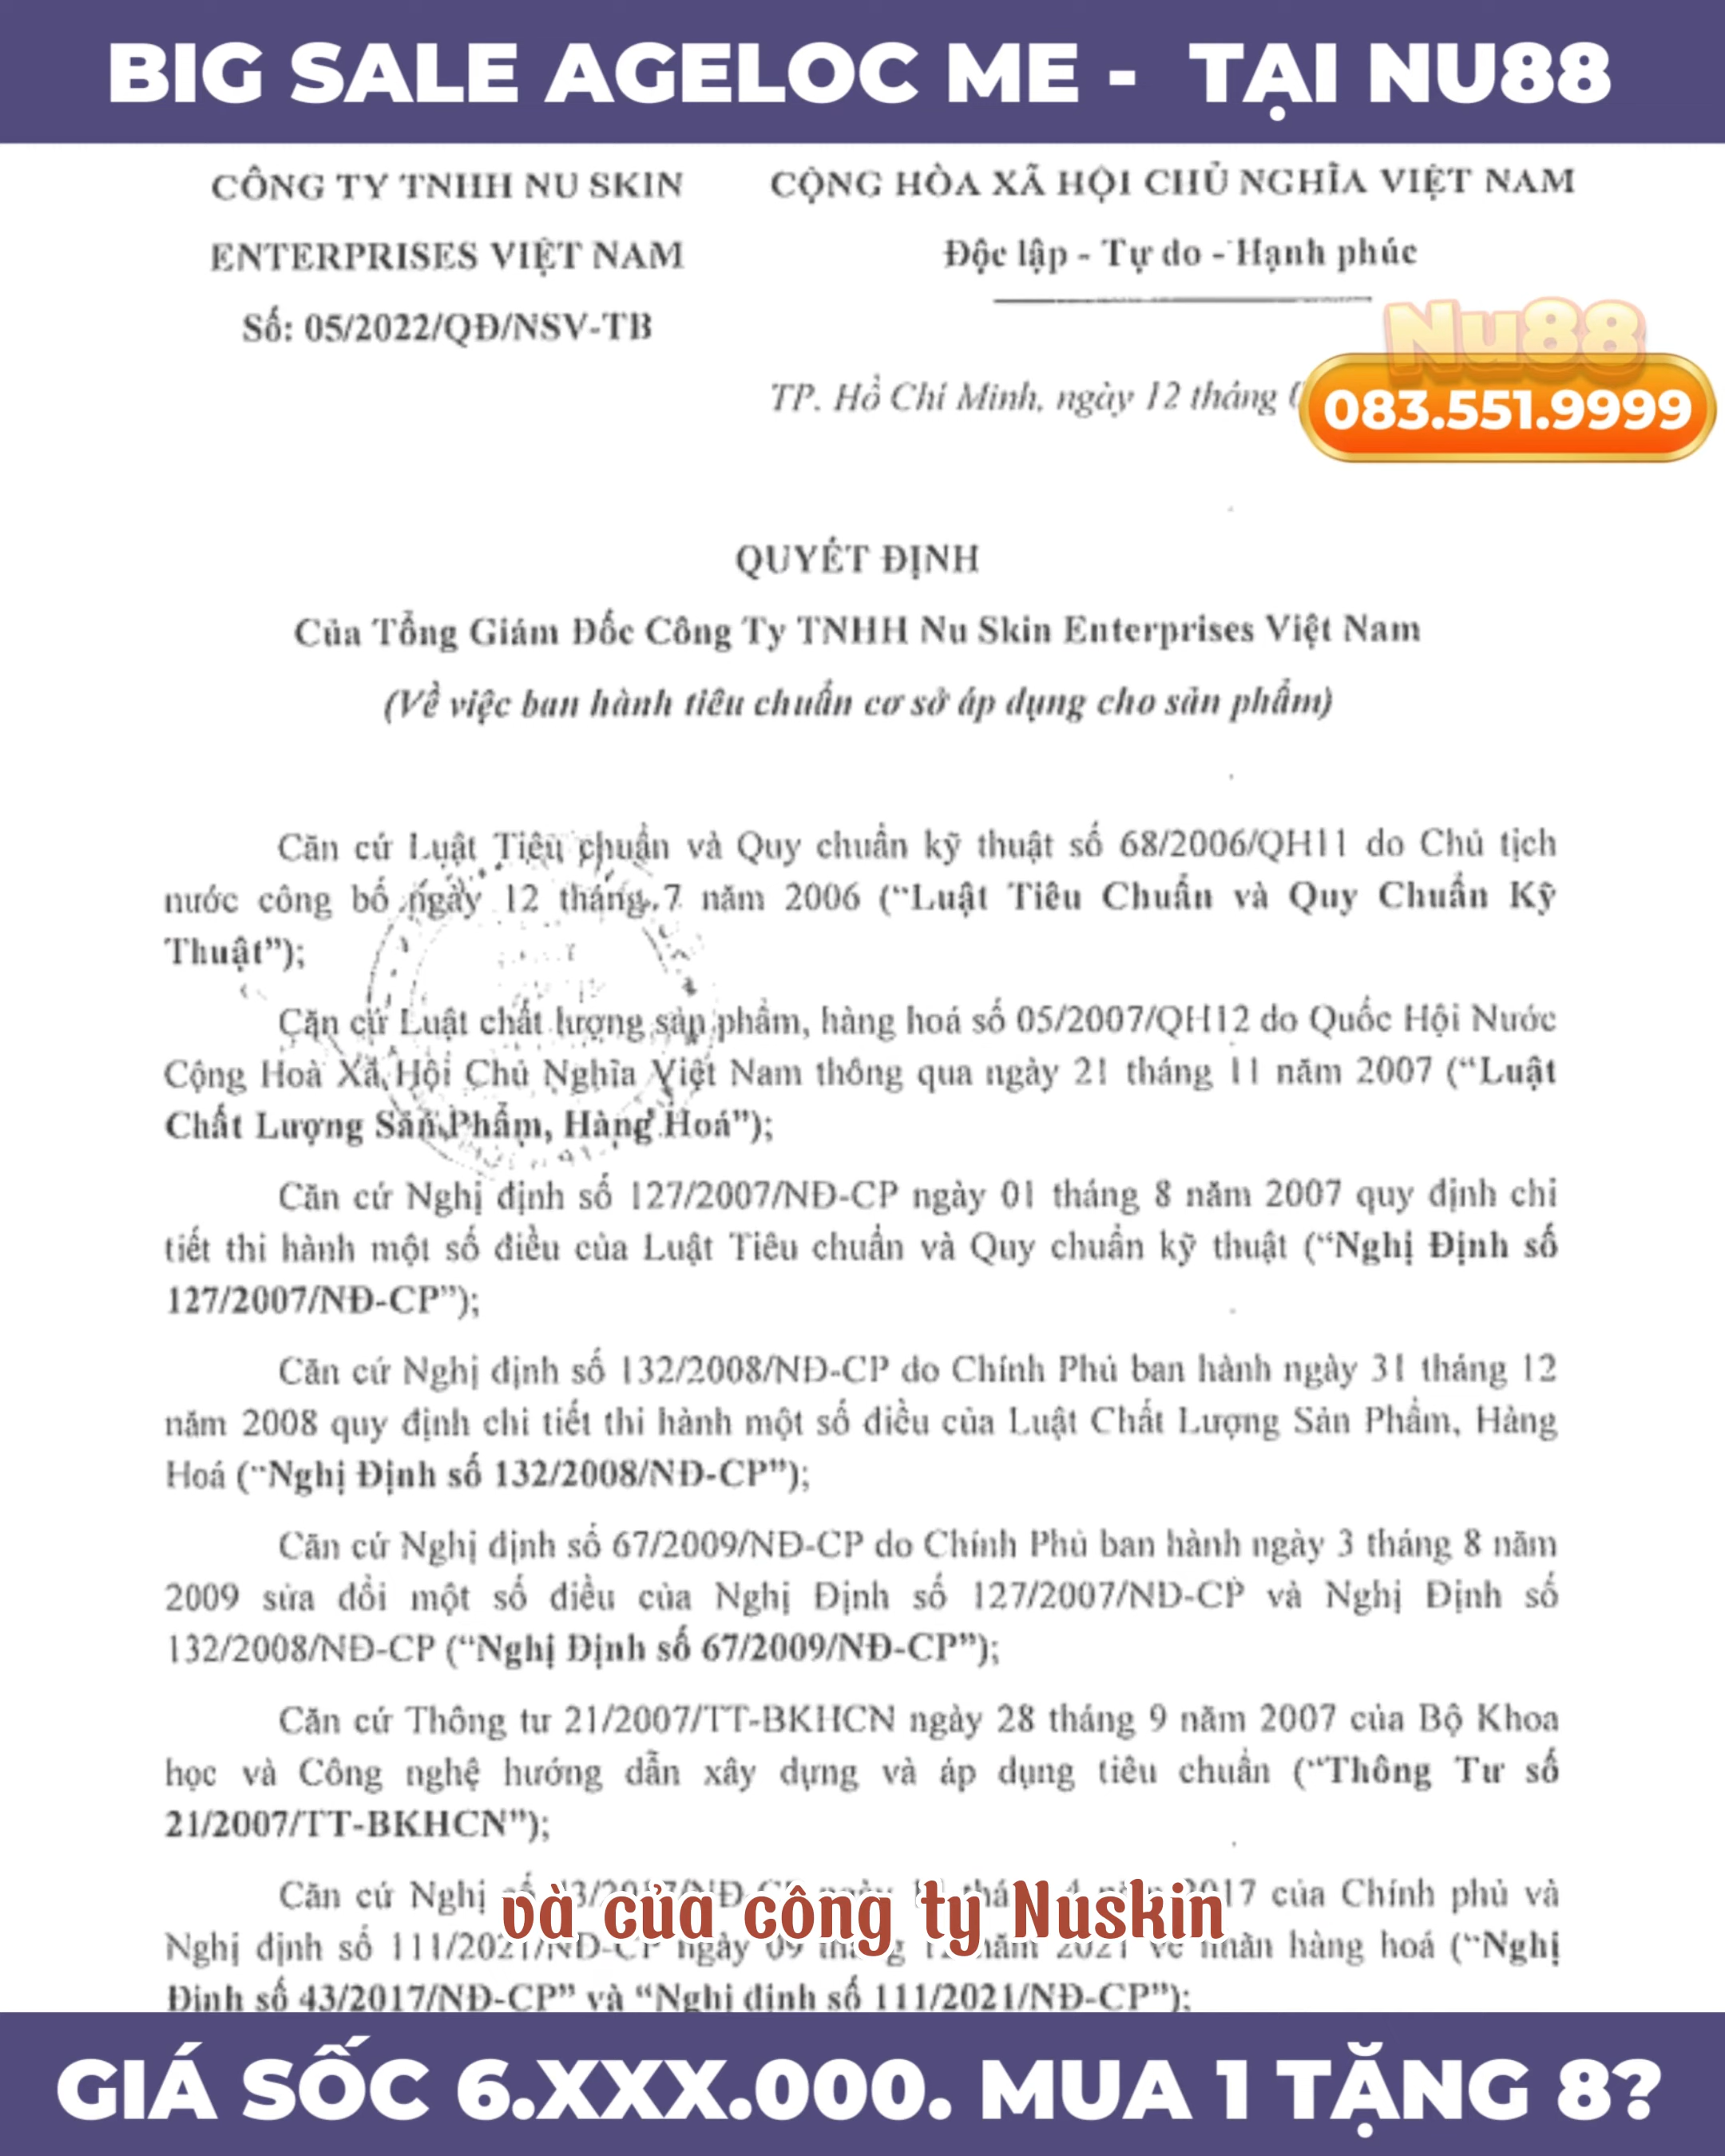 BIG SALE AGELOC ME - TẠI NU88
CÔNG TY TNHH NU SKIN
ENTERPRISES VIỆT NAM
Số: 05/2022/QĐ/NSV-TB
CỘNG HÒA XÃ HỘI CHỦ NGHĨA VIỆT NAM
Độc lập - Tự do - Hạnh phúc
TP. Hồ Chí Minh, ngày 12 tháng
Nu88
083.551.9999
QUYẾT ĐỊNH
Của Tổng Giám Đốc Công Ty TNHH Nu Skin Enterprises Việt Nam
(Về việc ban hành tiêu chuẩn cơ sở áp dụng cho sản phẩm)
Căn cứ Luật Tiêu chuẩn và Quy chuẩn kỹ thuật số 68/2006/QH11 do Chủ tịch
nước công bố ngày 12 tháng 7 năm 2006 (“Luật Tiêu Chuẩn và Quy Chuẩn Kỹ
Thuật”);
Căn cứ Luật chất lượng sản phẩm, hàng hoá số 05/2007/QH12 do Quốc Hội Nước
Cộng Hoà Xã Hội Chủ Nghĩa Việt Nam thông qua ngày 21 tháng 11 năm 2007 (“Luật
Chất Lượng Sản Phẩm, Hàng Hoá”);
Căn cứ Nghị định số 127/2007/NĐ-CP ngày 01 tháng 8 năm 2007 quy định chi
tiết thi hành một số điều của Luật Tiêu chuẩn và Quy chuẩn kỹ thuật (“Nghị Định số
127/2007/NĐ-CP”);
Căn cứ Nghị định số 132/2008/NĐ-CP do Chính Phủ ban hành ngày 31 tháng 12
năm 2008 quy định chi tiết thi hành một số điều của Luật Chất Lượng Sản Phẩm, Hàng
Hoá (“Nghị Định số 132/2008/NĐ-CP”);
Căn cứ Nghị định số 67/2009/NĐ-CP do Chính Phủ ban hành ngày 3 tháng 8 năm
2009 sửa đổi một số điều của Nghị Định số 127/2007/NĐ-CP và Nghị Định số
132/2008/NĐ-CP (“Nghị Định số 67/2009/NĐ-CP”);
Căn cứ Thông tư 21/2007/TT-BKHCN ngày 28 tháng 9 năm 2007 của Bộ Khoa
học và Công nghệ hướng dẫn xây dựng và áp dụng tiêu chuẩn (“Thông Tư số
21/2007/TT-BKHCN”);
Căn cứ Nghị 2017 của Chính phủ và
và của công ty Nuskin
Nghị định số 111/2021/NĐ-CP ngày 09 năm 2021 về nhãn hàng hoá (“Nghị
Định số 43/2017/NĐ-CP” và “Nghị định số 111/2021/NĐ-CP”);
GIÁ SỐC 6.XXX.000. MUA 1 TẶNG 8?